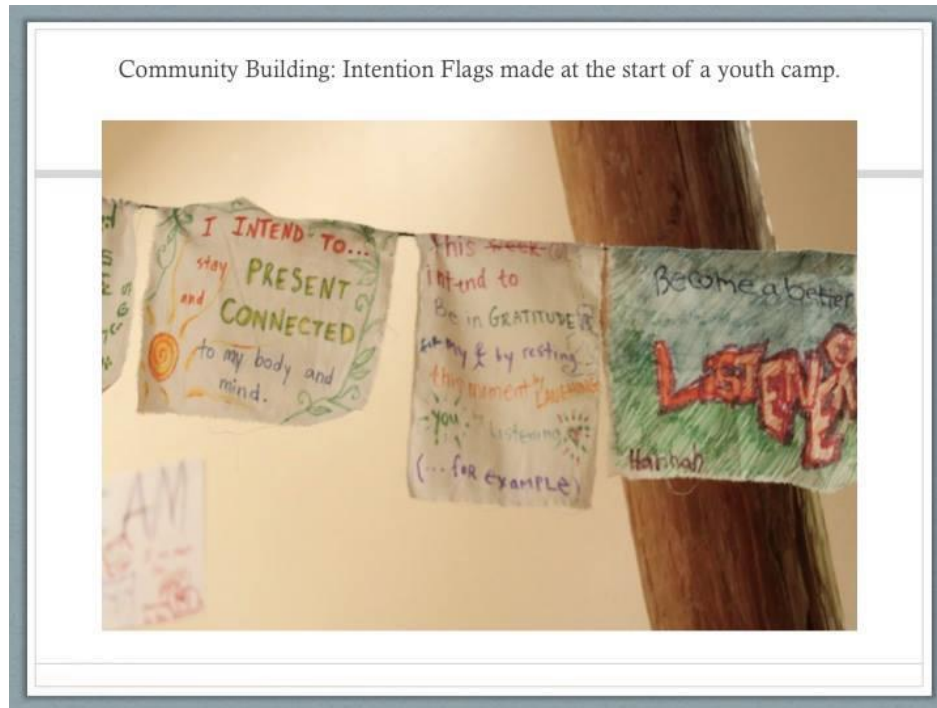 Community Building: Intention Flags made at the start of a youth camp.
I INTEND TO...
stay PRESENT
and CONNECTED
to my body and
mind.
this week
intend to
Be in GRATITUDE
by resting...
this moment by
you by listening
(... for example)
Become a better
LISTENER
Hannah
AM